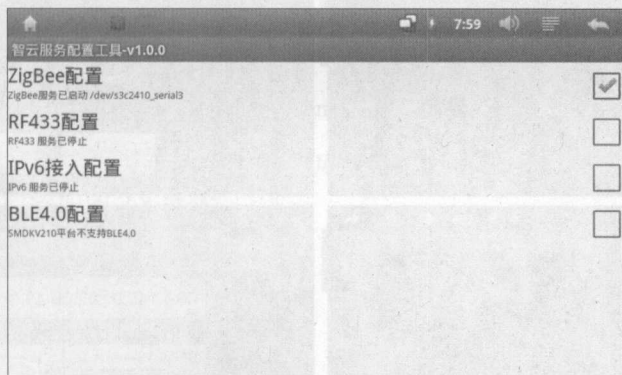 7:59
智云服务配置工具-v1.0.0
ZigBee配置
ZigBee服务已启动 /dev/s3c2410_serial3
RF433配置
RF433 服务已停止
IPv6接入配置
IPv6 服务已停止
BLE4.0配置
SMDKV210平台不支持BLE4.0